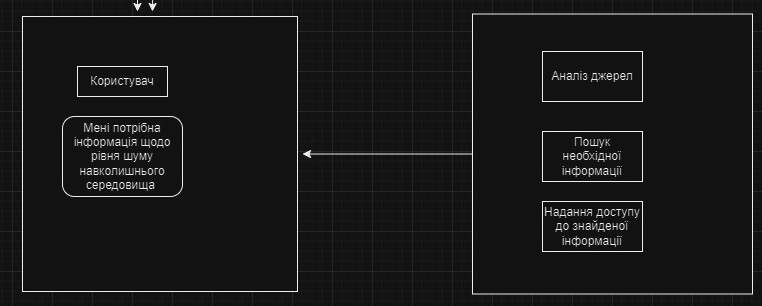 Користувач
Мені потрібна
інформація щодо
рівня шуму
навколишнього
середовища
Аналіз джерел
Пошук
необхідної
інформації
Надання доступу
до знайденої
інформації